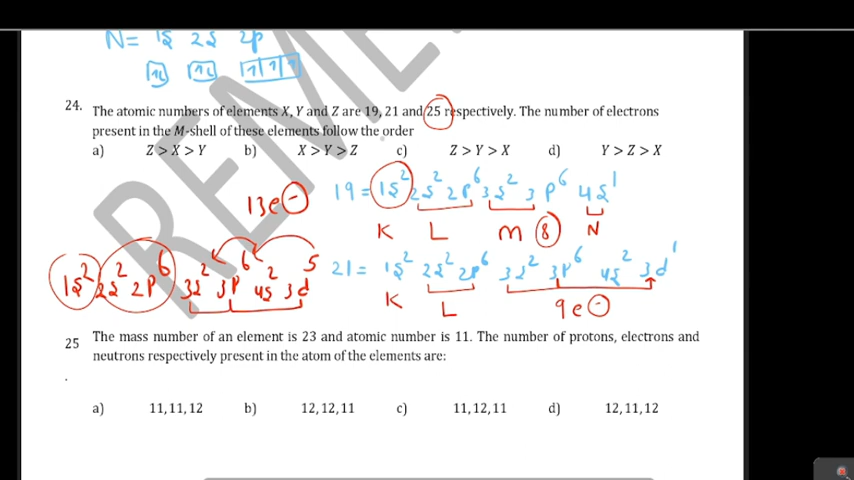 N = 1s 2s 2p
1L 1L 1 1 1
24. The atomic numbers of elements X, Y and Z are 19, 21 and 25 respectively. The number of electrons
present in the M-shell of these elements follow the order
a) Z > X > Y b) X > Y > Z c) Z > Y > X d) Y > Z > X
13e⁻ 19 = 1s² 2s² 2p⁶ 3s² 3p⁶ 4s¹
K L M 8 N
1s² 2s² 2p⁶ 3s² 3p⁶ 4s² 3d⁵ 21 = 1s² 2s² 2p⁶ 3s² 3p⁶ 4s² 3d¹
K L 9e⁻
25 The mass number of an element is 23 and atomic number is 11. The number of protons, electrons and
. neutrons respectively present in the atom of the elements are:
a) 11,11,12 b) 12,12,11 c) 11,12,11 d) 12,11,12